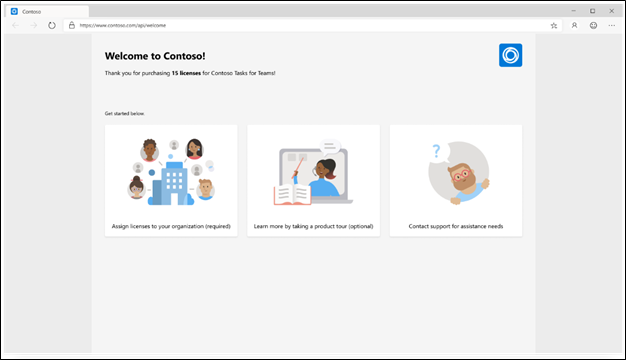 Contoso
https://www.contoso.com/api/welcome
Welcome to Contoso!
Thank you for purchasing 15 licenses for Contoso Tasks for Teams!
Get started below.
?
Assign licenses to your organization (required)
Learn more by taking a product tour (optional)
Contact support for assistance needs